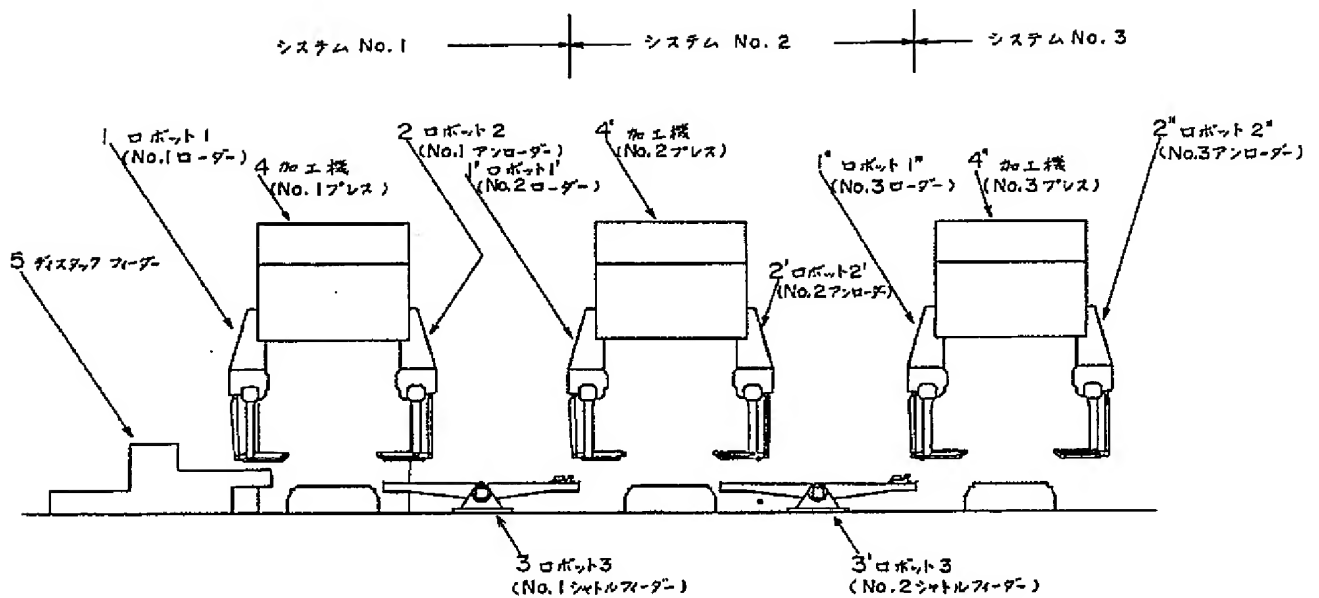 システム No.1
システム No.2
システム No.3
1 ロボット1
(No.1ローダー)
4 加工機
(No.1プレス)
2 ロボット2
(No.1アンローダー)
1' ロボット1'
(No.2ローダー)
4' 加工機
(No.2プレス)
2' ロボット2'
(No.2アンローダ)
1" ロボット1"
(No.3ローダー)
4" 加工機
(No.3プレス)
2" ロボット2"
(No.3アンローダー)
5 ディスタック フィーダー
3 ロボット3
(No.1シャトルフィーダー)
3' ロボット3
(No.2シャトルフィーダー)